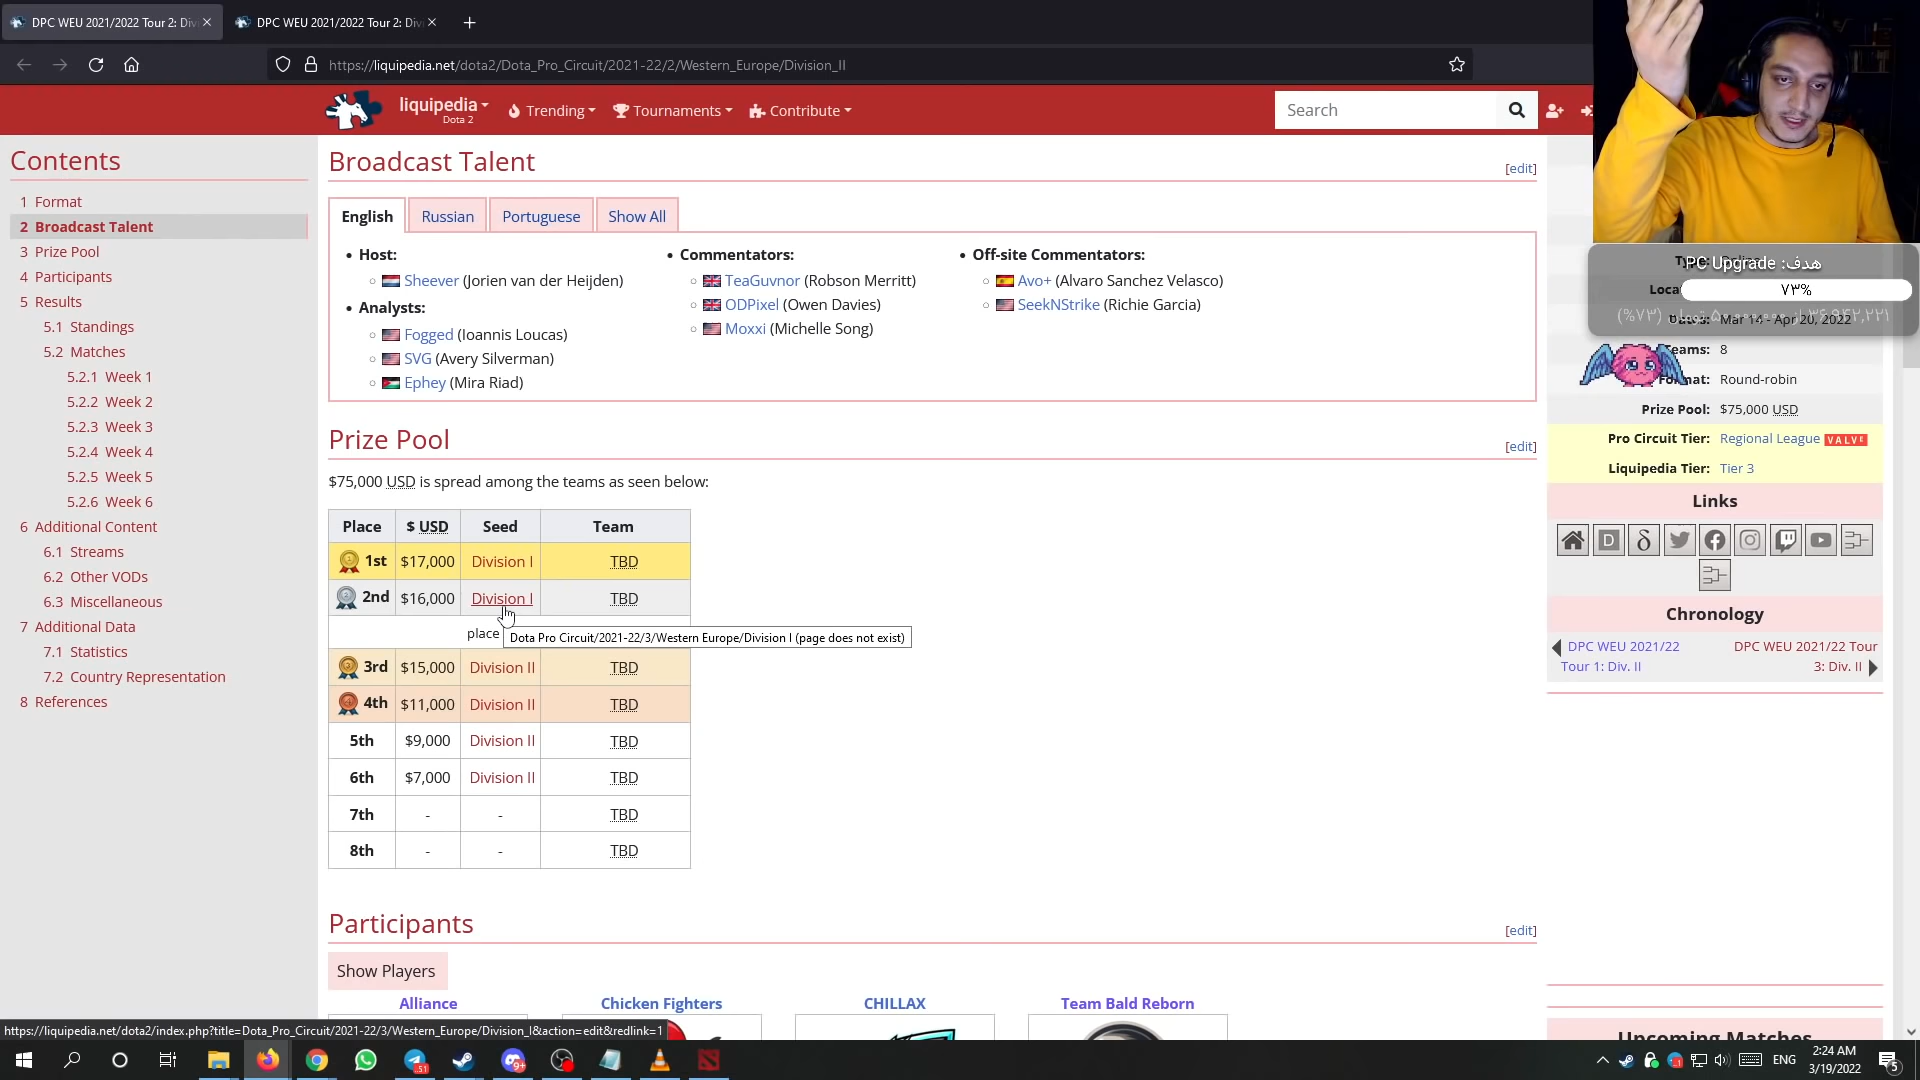 DPC WEU 2021/2022 Tour 2: Div
DPC WEU 2021/2022 Tour 2: Div
https://liquipedia.net/dota2/Dota_Pro_Circuit/2021-22/2/Western_Europe/Division_II
liquipedia
Dota 2
Trending
Tournaments
Contribute
Search
Contents
1 Format
2 Broadcast Talent
3 Prize Pool
4 Participants
5 Results
5.1 Standings
5.2 Matches
5.2.1 Week 1
5.2.2 Week 2
5.2.3 Week 3
5.2.4 Week 4
5.2.5 Week 5
5.2.6 Week 6
6 Additional Content
6.1 Streams
6.2 Other VODs
6.3 Miscellaneous
7 Additional Data
7.1 Statistics
7.2 Country Representation
8 References
Broadcast Talent
[edit]
English Russian Portuguese Show All
Host:
Sheever (Jorien van der Heijden)
Analysts:
Fogged (Ioannis Loucas)
SVG (Avery Silverman)
Ephey (Mira Riad)
Commentators:
TeaGuvnor (Robson Merritt)
ODPixel (Owen Davies)
Moxxi (Michelle Song)
Off-site Commentators:
Avo+ (Alvaro Sanchez Velasco)
SeekNStrike (Richie Garcia)
Prize Pool
[edit]
$75,000 USD is spread among the teams as seen below:
Place $ USD Seed Team
1st $17,000 Division I TBD
2nd $16,000 Division I TBD
place
Dota Pro Circuit/2021-22/3/Western Europe/Division I (page does not exist)
3rd $15,000 Division II TBD
4th $11,000 Division II TBD
5th $9,000 Division II TBD
6th $7,000 Division II TBD
7th - - TBD
8th - - TBD
Participants
[edit]
Show Players
Alliance Chicken Fighters CHILLAX Team Bald Reborn
هدف: PC Upgrade
۷۳%
Mar 14 - Apr 20, 2022
Teams: 8
Round-robin
Prize Pool: $75,000 USD
Pro Circuit Tier: Regional League VALVE
Liquipedia Tier: Tier 3
Links
Chronology
DPC WEU 2021/22 Tour 1: Div. II
DPC WEU 2021/22 Tour 3: Div. II
Upcoming Matches
https://liquipedia.net/dota2/index.php?title=Dota_Pro_Circuit/2021-22/3/Western_Europe/Division_I&action=edit&redlink=1
ENG
2:24 AM
3/19/2022